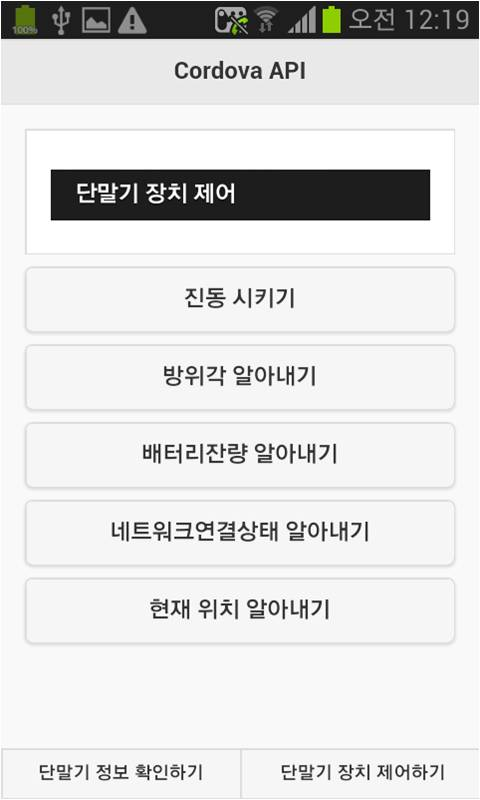 100%
오전 12:19
Cordova API
단말기 장치 제어
진동 시키기
방위각 알아내기
배터리잔량 알아내기
네트워크연결상태 알아내기
현재 위치 알아내기
단말기 정보 확인하기
단말기 장치 제어하기